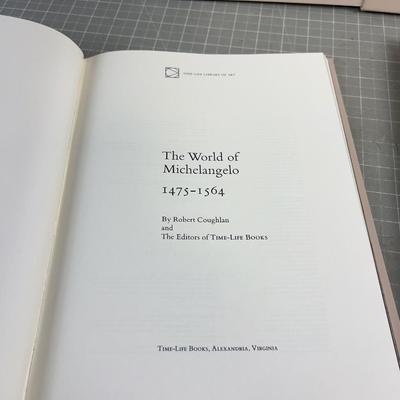 TIME-LIFE LIBRARY OF ART
The World of
Michelangelo
1475–1564
By Robert Coughlan
and
The Editors of TIME-LIFE BOOKS
TIME-LIFE BOOKS, ALEXANDRIA, VIRGINIA